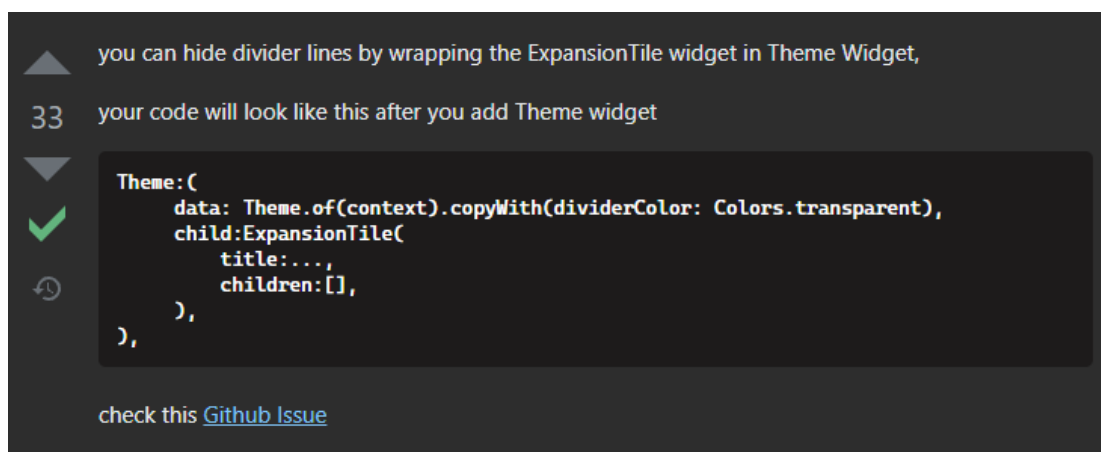 you can hide divider lines by wrapping the ExpansionTile widget in Theme Widget,
33
your code will look like this after you add Theme widget
Theme:(
     data: Theme.of(context).copyWith(dividerColor: Colors.transparent),
     child:ExpansionTile(
         title:...,
         children:[],
     ),
),
check this Github Issue